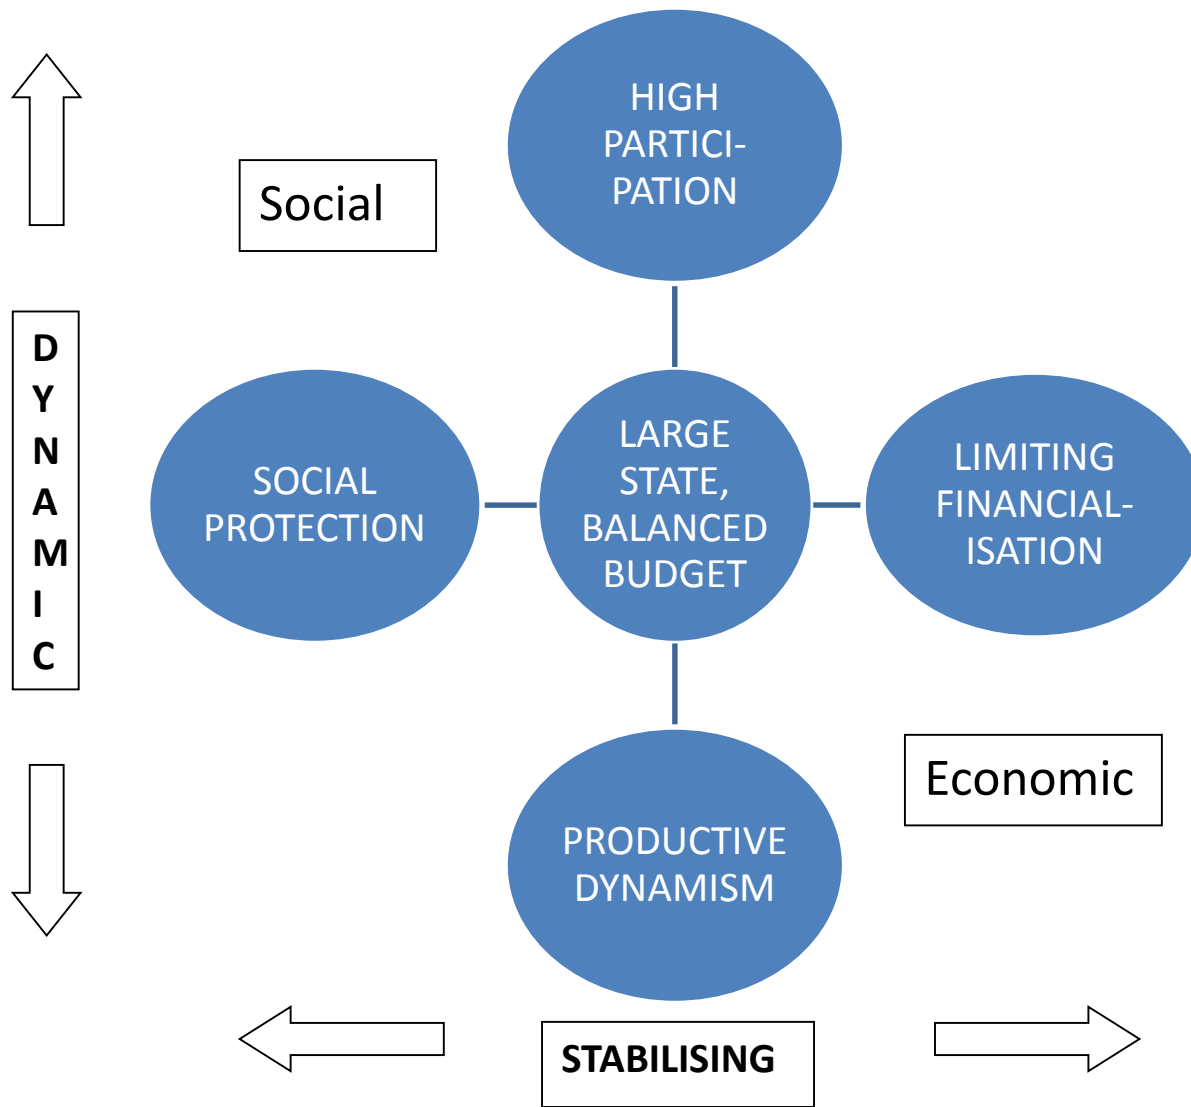 HIGH
PARTICI-
PATION
Social
D
Y
N
A
M
I
C
SOCIAL
PROTECTION
LARGE
STATE,
BALANCED
BUDGET
LIMITING
FINANCIAL-
ISATION
Economic
PRODUCTIVE
DYNAMISM
STABILISING